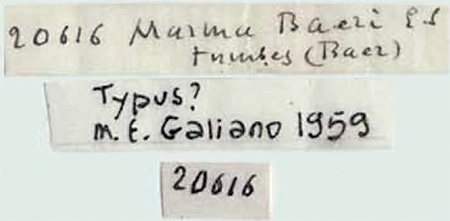 20616 Marma Baeri E.S
tumbes (Baer)
Typus?
M.E. Galiano 1959
20616